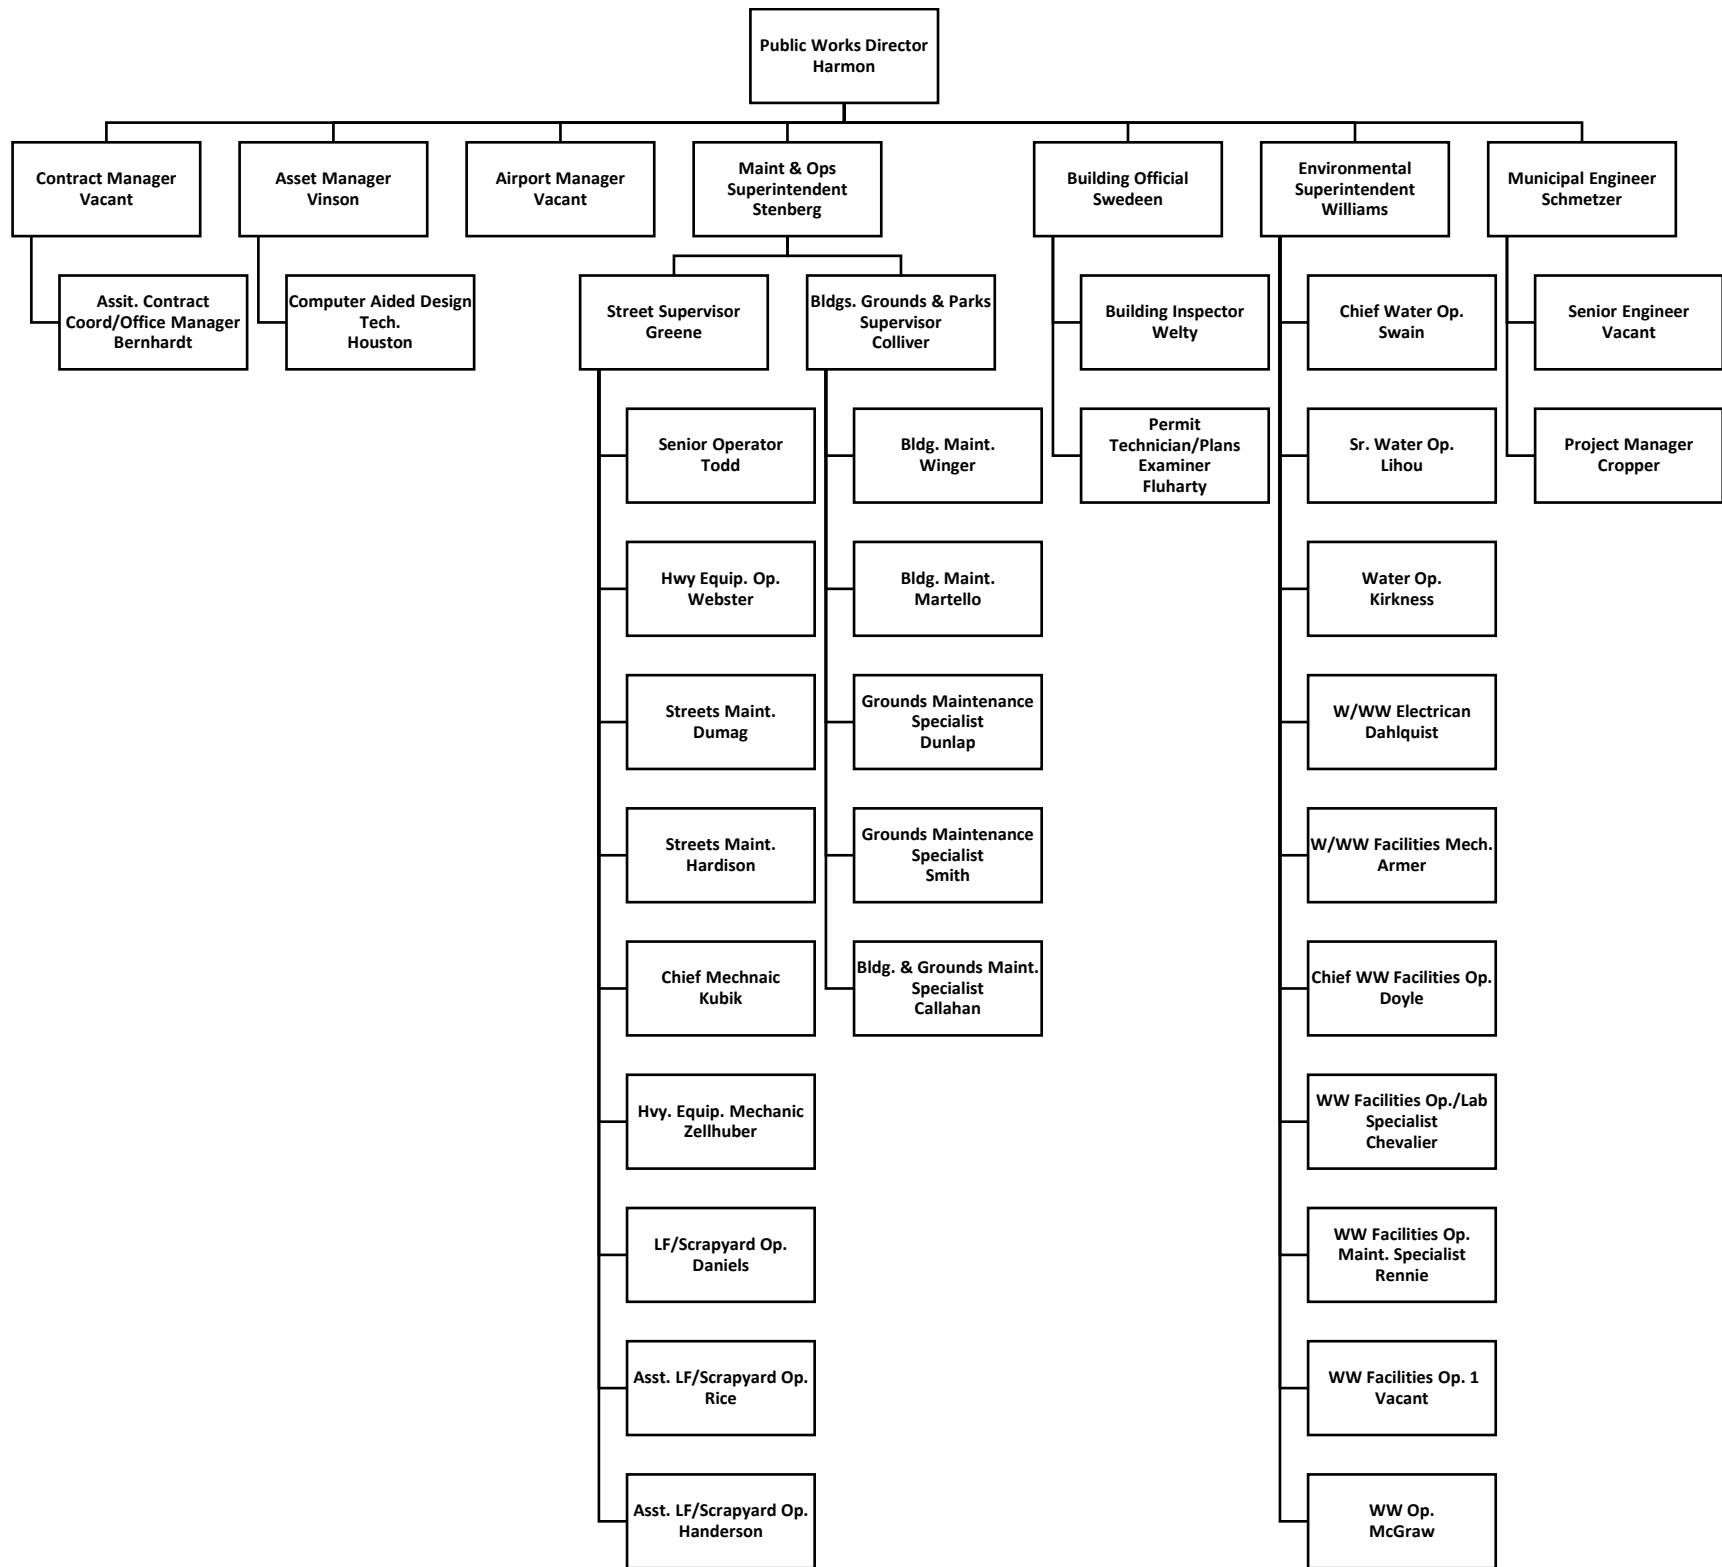 Public Works Director
Harmon
Contract Manager
Vacant
Asset Manager
Vinson
Airport Manager
Vacant
Maint & Ops
Superintendent
Stenberg
Building Official
Swedeen
Environmental
Superintendent
Williams
Municipal Engineer
Schmetzer
Assit. Contract
Coord/Office Manager
Bernhardt
Computer Aided Design
Tech.
Houston
Street Supervisor
Greene
Bldgs. Grounds & Parks
Supervisor
Colliver
Building Inspector
Welty
Chief Water Op.
Swain
Senior Engineer
Vacant
Senior Operator
Todd
Bldg. Maint.
Winger
Permit
Technician/Plans
Examiner
Fluharty
Sr. Water Op.
Lihou
Project Manager
Cropper
Hwy Equip. Op.
Webster
Bldg. Maint.
Martello
Water Op.
Kirkness
Streets Maint.
Dumag
Grounds Maintenance
Specialist
Dunlap
W/WW Electrican
Dahlquist
Streets Maint.
Hardison
Grounds Maintenance
Specialist
Smith
W/WW Facilities Mech.
Armer
Chief Mechnaic
Kubik
Bldg. & Grounds Maint.
Specialist
Callahan
Chief WW Facilities Op.
Doyle
Hvy. Equip. Mechanic
Zellhuber
WW Facilities Op./Lab
Specialist
Chevalier
LF/Scrapyard Op.
Daniels
WW Facilities Op.
Maint. Specialist
Rennie
Asst. LF/Scrapyard Op.
Rice
WW Facilities Op. 1
Vacant
Asst. LF/Scrapyard Op.
Handerson
WW Op.
McGraw